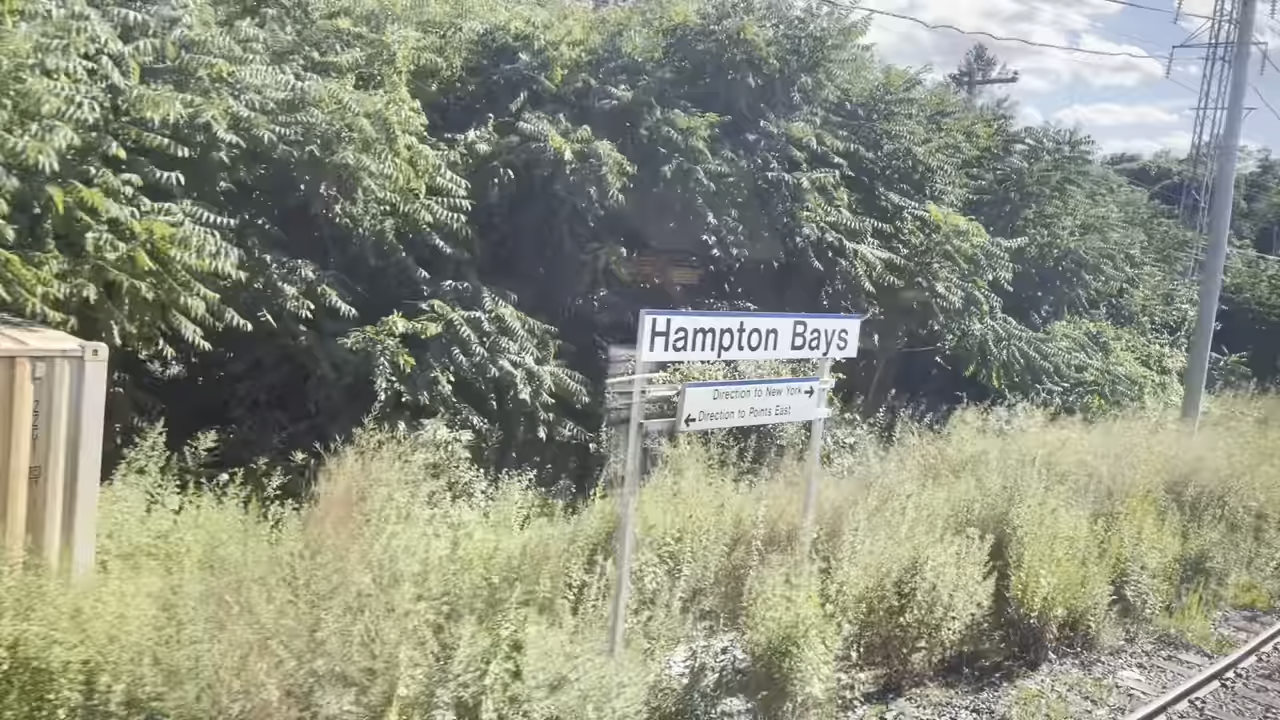 Hampton Bays
Direction to New York →
← Direction to Points East